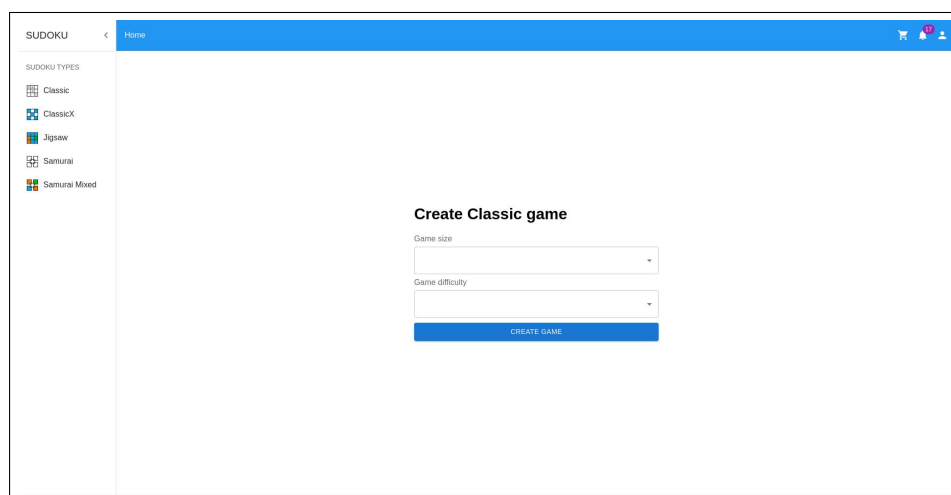 SUDOKU
Home
17
SUDOKU TYPES
Classic
ClassicX
Jigsaw
Samurai
Samurai Mixed
Create Classic game
Game size
Game difficulty
CREATE GAME